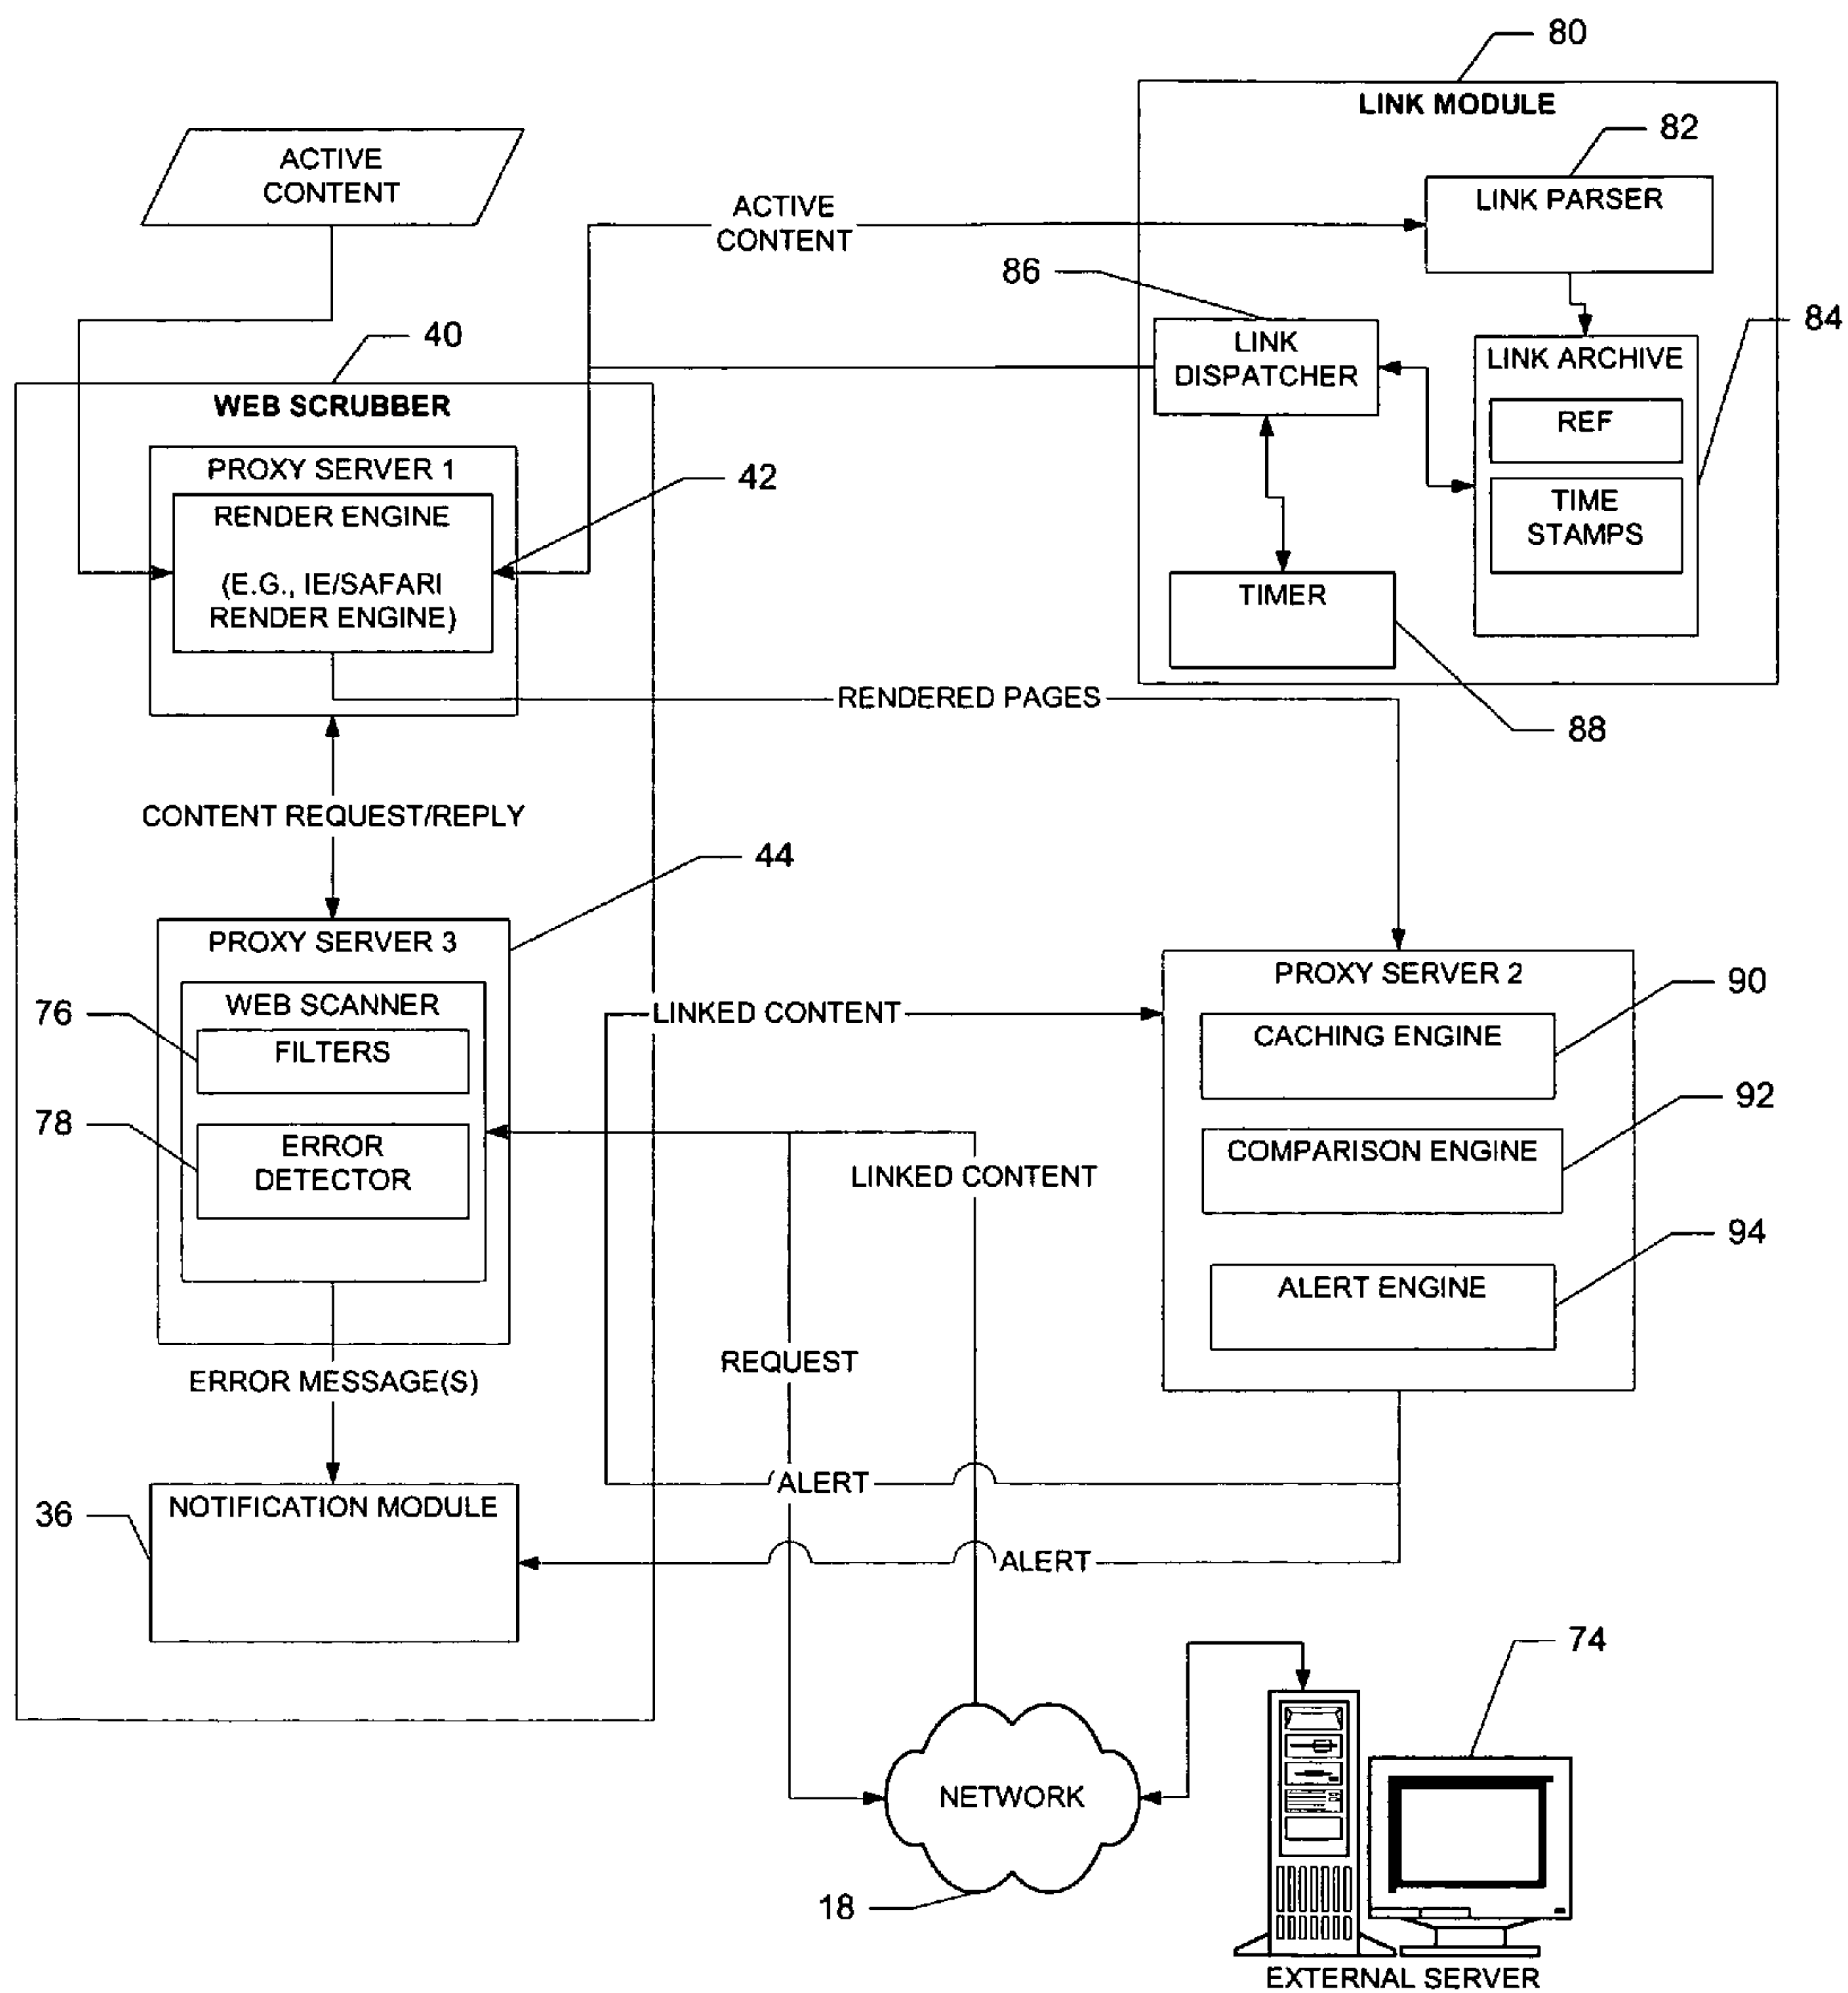 80
LINK MODULE
82
LINK PARSER
ACTIVE
CONTENT
ACTIVE
CONTENT
86
LINK
DISPATCHER
84
LINK ARCHIVE
REF
TIME
STAMPS
TIMER
88
40
WEB SCRUBBER
PROXY SERVER 1
42
RENDER ENGINE
(E.G., IE/SAFARI
RENDER ENGINE)
RENDERED PAGES
CONTENT REQUEST/REPLY
44
PROXY SERVER 3
WEB SCANNER
76
FILTERS
78
ERROR
DETECTOR
LINKED CONTENT
PROXY SERVER 2
90
CACHING ENGINE
92
COMPARISON ENGINE
94
ALERT ENGINE
LINKED CONTENT
REQUEST
ERROR MESSAGE(S)
ALERT
36
NOTIFICATION MODULE
ALERT
74
NETWORK
18
EXTERNAL SERVER